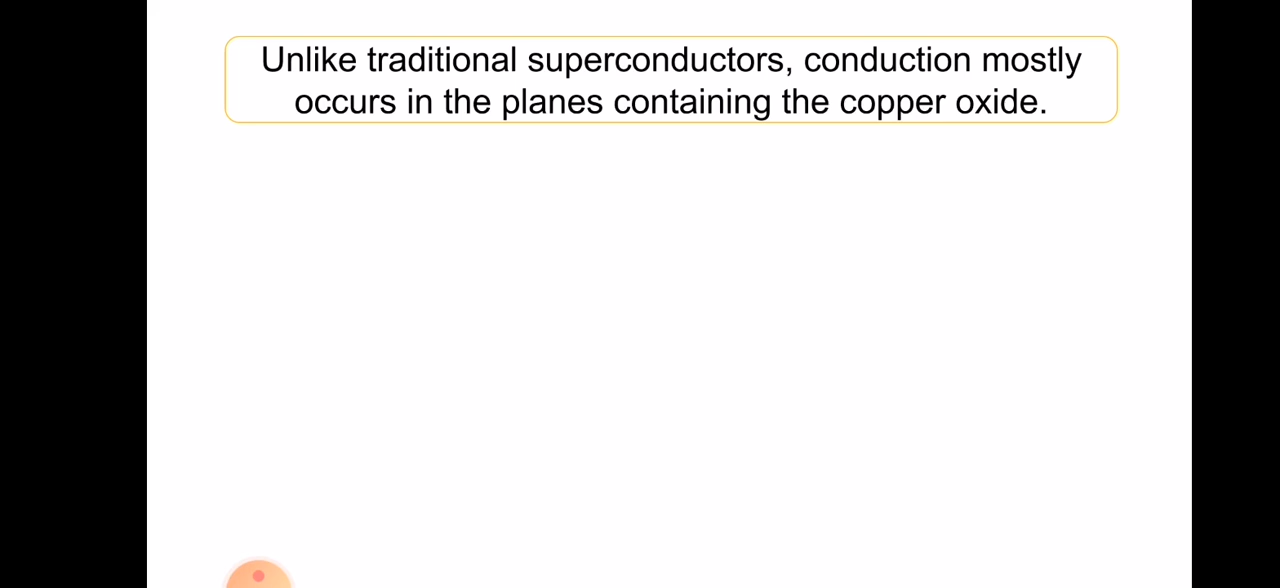 Unlike traditional superconductors, conduction mostly
occurs in the planes containing the copper oxide.